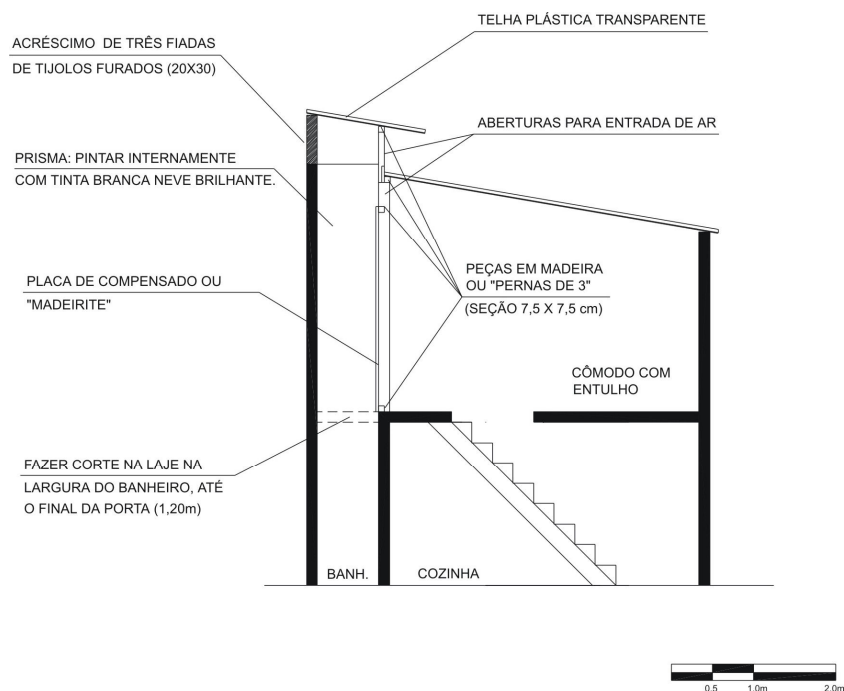 TELHA PLÁSTICA TRANSPARENTE
ACRÉSCIMO DE TRÊS FIADAS
DE TIJOLOS FURADOS (20X30)
ABERTURAS PARA ENTRADA DE AR
PRISMA: PINTAR INTERNAMENTE
COM TINTA BRANCA NEVE BRILHANTE.
PLACA DE COMPENSADO OU
"MADEIRITE"
PEÇAS EM MADEIRA
OU "PERNAS DE 3"
(SEÇÃO 7,5 X 7,5 cm)
CÔMODO COM
ENTULHO
FAZER CORTE NA LAJE NA
LARGURA DO BANHEIRO, ATÉ
O FINAL DA PORTA (1,20m)
BANH.
COZINHA
0.5 1.0m 2.0m